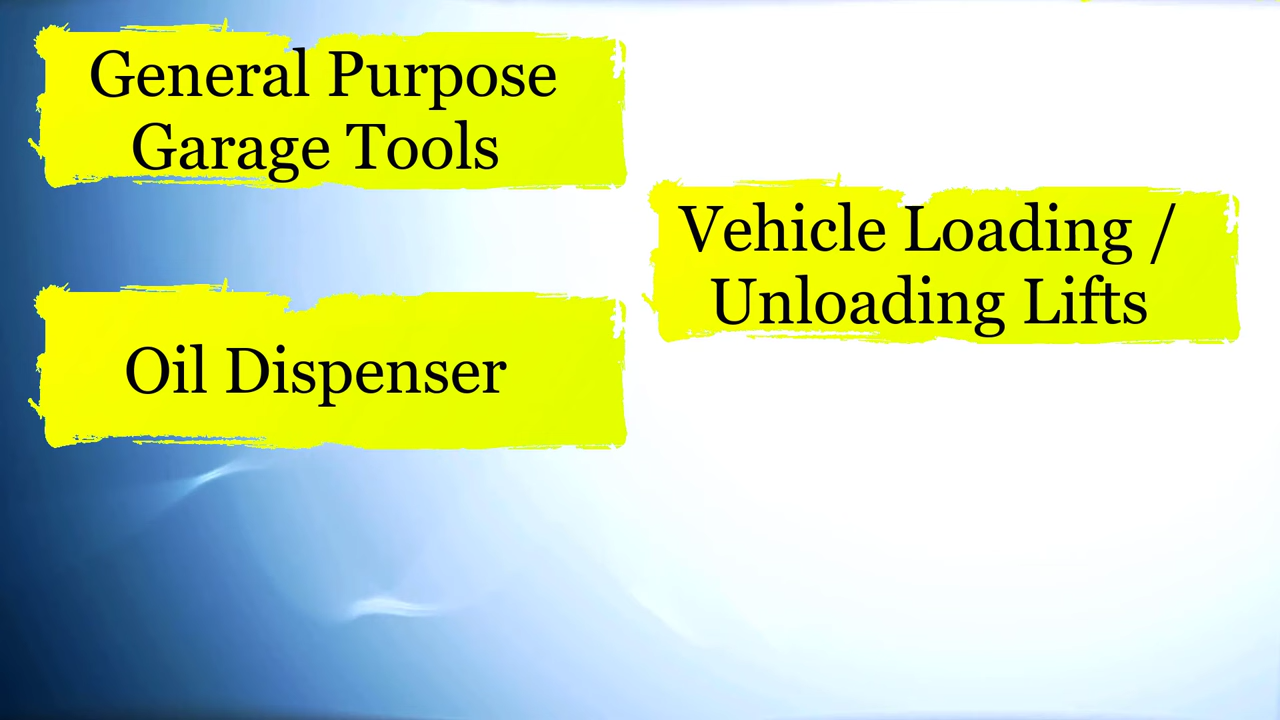 General Purpose
Garage Tools
Vehicle Loading /
Unloading Lifts
Oil Dispenser